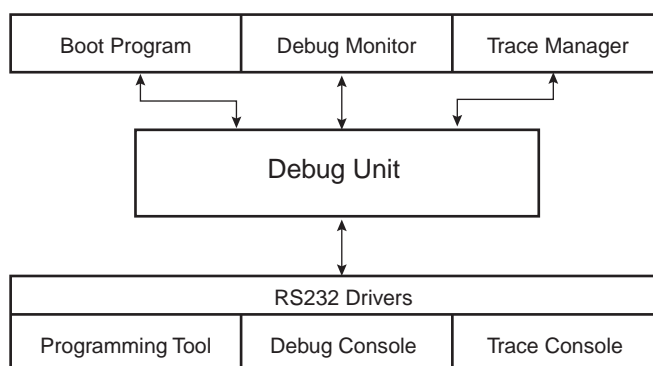 Boot Program
Debug Monitor
Trace Manager
Debug Unit
RS232 Drivers
Programming Tool
Debug Console
Trace Console